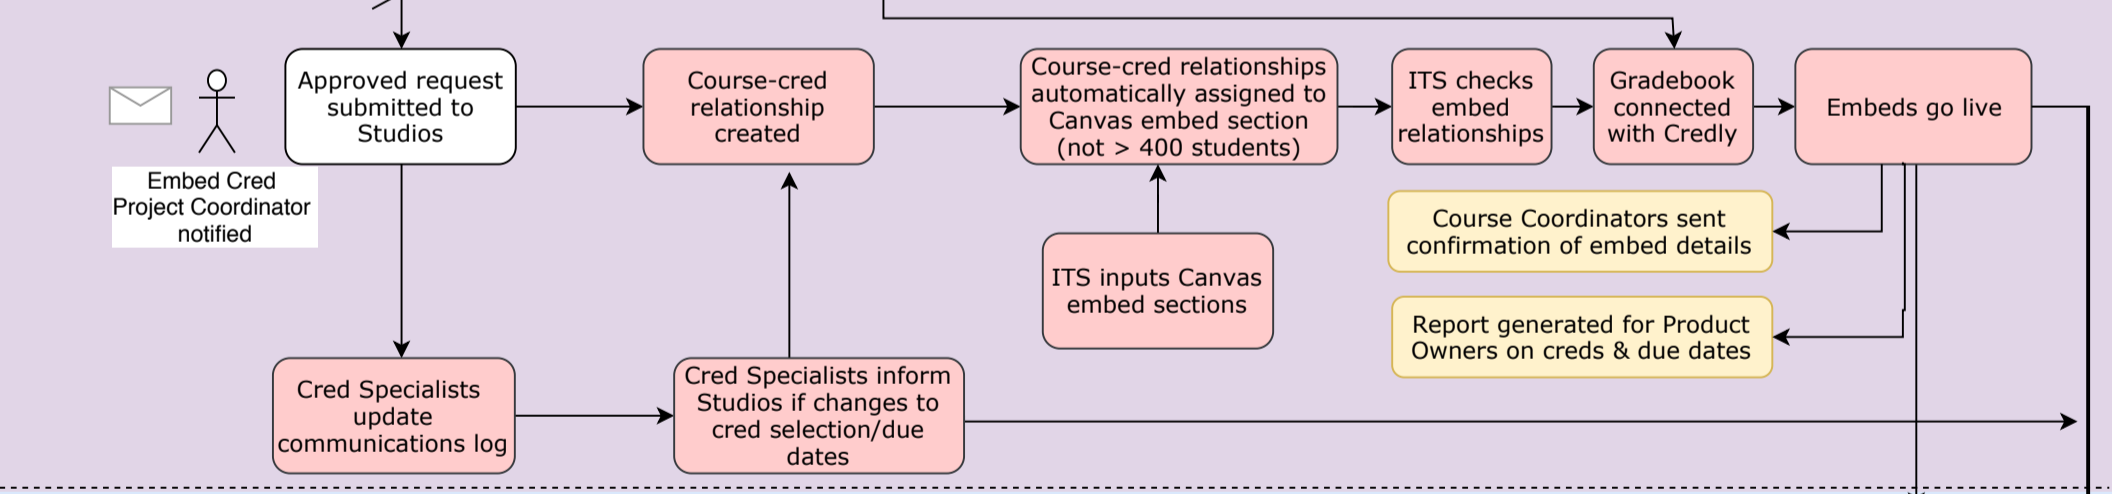 Approved request
submitted to
Studios
Course-cred
relationship
created
Course-cred relationships
automatically assigned to
Canvas embed section
(not > 400 students)
ITS checks
embed
relationships
Gradebook
connected
with Credly
Embeds go live
Embed Cred
Project Coordinator
notified
Course Coordinators sent
confirmation of embed details
ITS inputs Canvas
embed sections
Report generated for Product
Owners on creds & due dates
Cred Specialists
update
communications log
Cred Specialists inform
Studios if changes to
cred selection/due
dates